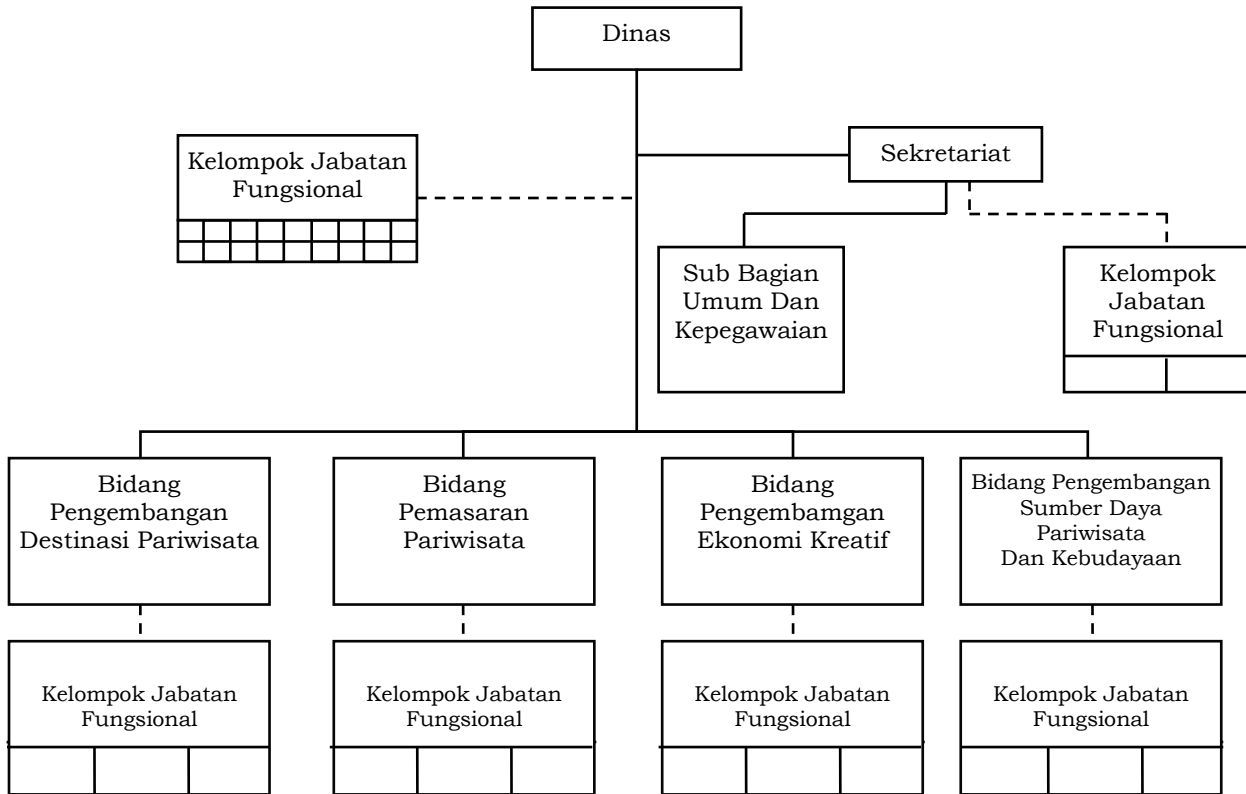 Dinas
Kelompok Jabatan
Fungsional
Sekretariat
Sub Bagian
Umum Dan
Kepegawaian
Kelompok
Jabatan
Fungsional
Bidang
Pengembangan
Destinasi Pariwisata
Bidang
Pemasaran
Pariwisata
Bidang
Pengembamgan
Ekonomi Kreatif
Bidang Pengembangan
Sumber Daya
Pariwisata
Dan Kebudayaan
Kelompok Jabatan
Fungsional
Kelompok Jabatan
Fungsional
Kelompok Jabatan
Fungsional
Kelompok Jabatan
Fungsional